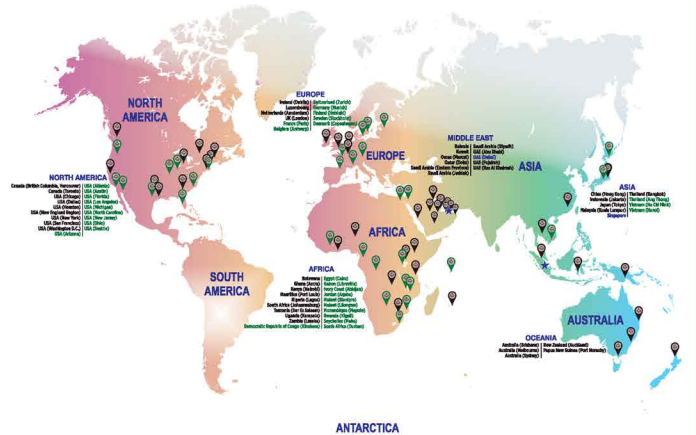 NORTH
AMERICA
EUROPE
Ireland (Dublin) Switzerland (Zurich)
Luxembourg Germany (Munich)
Netherlands (Amsterdam) Finland (Helsinki)
UK (London) Sweden (Stockholm)
France (Paris) Denmark (Copenhagen)
Belgium (Antwerp)
EUROPE
MIDDLE EAST
Bahrain Saudi Arabia (Riyadh)
Kuwait UAE (Abu Dhabi)
Oman (Muscat) UAE (Dubai)
Qatar (Doha) UAE (Fujairah)
Saudi Arabia (Eastern Province) UAE (Ras Al Khaimah)
Saudi Arabia (Jeddah)
ASIA
NORTH AMERICA
Canada (British Columbia, Vancouver) USA (Atlanta)
Canada (Toronto) USA (Austin)
USA (Chicago) USA (Florida)
USA (Dallas) USA (Los Angeles)
USA (Houston) USA (Michigan)
USA (New England Region) USA (North Carolina)
USA (New York) USA (New Jersey)
USA (San Francisco) USA (Ohio)
USA (Washington D.C.) USA (Seattle)
USA (Arizona)
ASIA
China (Hong Kong) Thailand (Bangkok)
Indonesia (Jakarta) Thailand (Ang Thong)
Japan (Tokyo) Vietnam (Ho Chi Minh)
Malaysia (Kuala Lumpur) Vietnam (Hanoi)
Singapore
AFRICA
SOUTH
AMERICA
AFRICA
Botswana Egypt (Cairo)
Ghana (Accra) Gabon (Libreville)
Kenya (Nairobi) Ivory Coast (Abidjan)
Mauritius (Port Louis) Jordan (Aqaba)
Nigeria (Lagos) Malawi (Blantyre)
South Africa (Johannesburg) Malawi (Lilongwe)
Tanzania (Dar Es Salaam) Mozambique (Maputo)
Uganda (Kampala) Rwanda (Kigali)
Zambia (Lusaka) Seychelles (Mahe)
Democratic Republic of Congo (Kinshasa) South Africa (Durban)
AUSTRALIA
OCEANIA
Australia (Brisbane) New Zealand (Auckland)
Australia (Melbourne) Papua New Guinea (Port Moresby)
Australia (Sydney)
ANTARCTICA